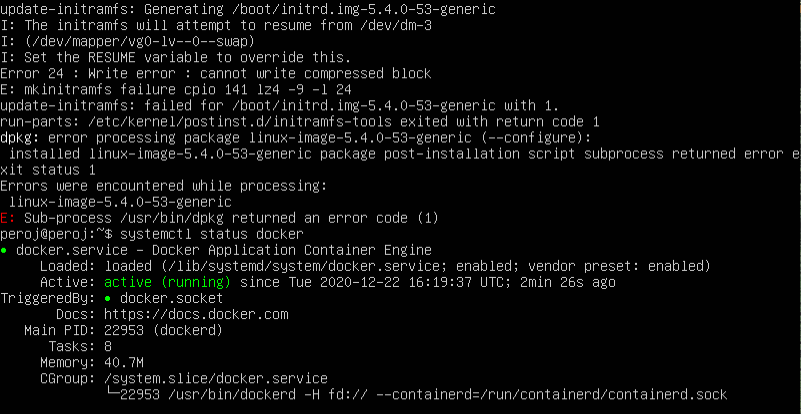 update-initramfs: Generating /boot/initrd.img-5.4.0-53-generic
I: The initramfs will attempt to resume from /dev/dm-3
I: (/dev/mapper/vg0-lv--0--swap)
I: Set the RESUME variable to override this.
Error 24 : Write error : cannot write compressed block
E: mkinitramfs failure cpio 141 lz4 -9 -l 24
update-initramfs: failed for /boot/initrd.img-5.4.0-53-generic with 1.
run-parts: /etc/kernel/postinst.d/initramfs-tools exited with return code 1
dpkg: error processing package linux-image-5.4.0-53-generic (--configure):
 installed linux-image-5.4.0-53-generic package post-installation script subprocess returned error e
xit status 1
Errors were encountered while processing:
 linux-image-5.4.0-53-generic
E: Sub-process /usr/bin/dpkg returned an error code (1)
peroj@peroj:~$ systemctl status docker
● docker.service - Docker Application Container Engine
     Loaded: loaded (/lib/systemd/system/docker.service; enabled; vendor preset: enabled)
     Active: active (running) since Tue 2020-12-22 16:19:37 UTC; 2min 26s ago
TriggeredBy: ● docker.socket
       Docs: https://docs.docker.com
   Main PID: 22953 (dockerd)
      Tasks: 8
     Memory: 40.7M
     CGroup: /system.slice/docker.service
             └─22953 /usr/bin/dockerd -H fd:// --containerd=/run/containerd/containerd.sock